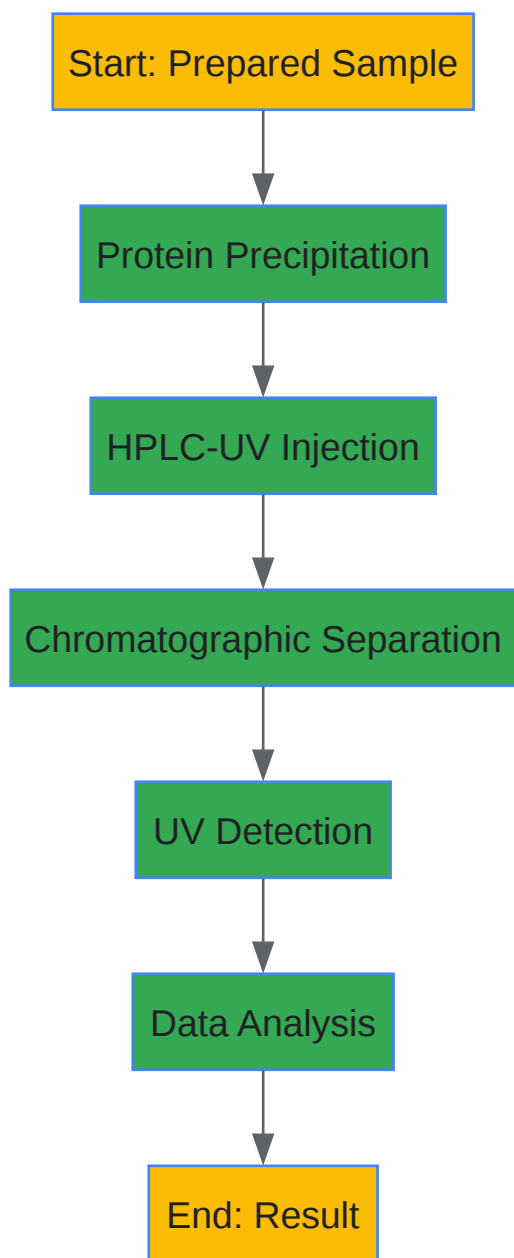 Start: Prepared Sample
Protein Precipitation
HPLC-UV Injection
Chromatographic Separation
UV Detection
Data Analysis
End: Result